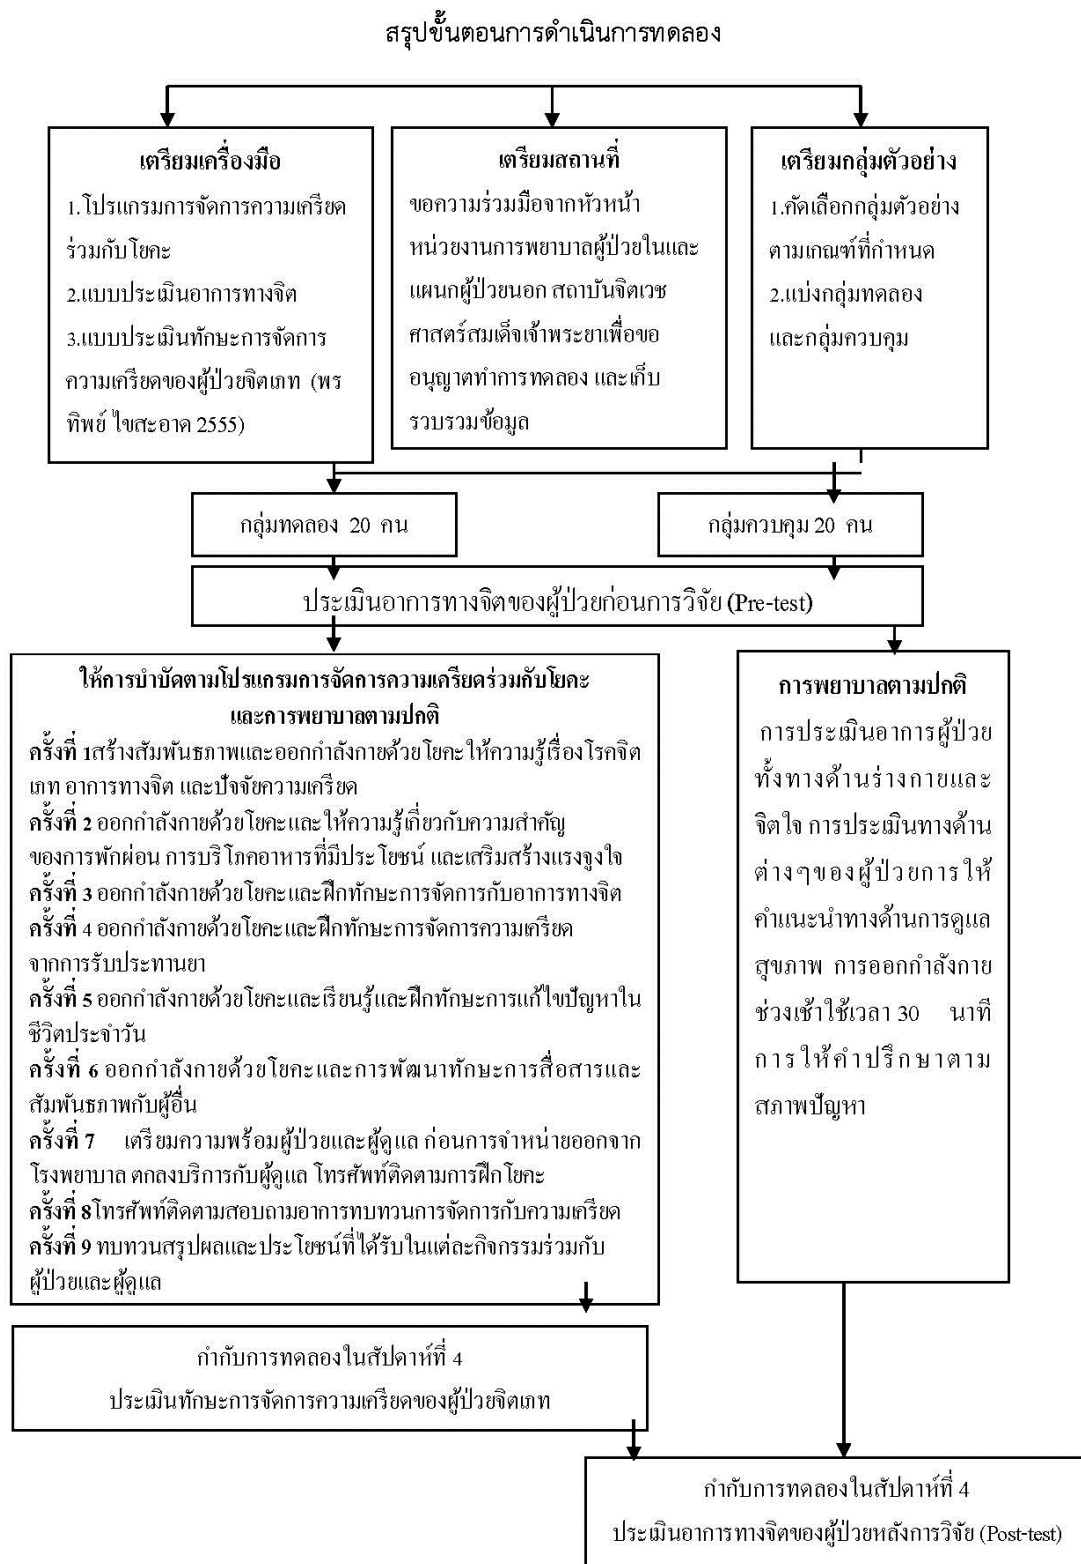 สรุปขั้นตอนการดำเนินการทดลอง
เตรียมเครื่องมือ
1.โปรแกรมการจัดการความเครียด
ร่วมกับโยคะ
2.แบบประเมินอาการทางจิต
3.แบบประเมินทักษะการจัดการ
ความเครียดของผู้ป่วยจิตเภท (พร
ทิพย์ ไขสะอาด 2555)
เตรียมสถานที่
ขอความร่วมมือจากหัวหน้า
หน่วยงานการพยาบาลผู้ป่วยในและ
แผนกผู้ป่วยนอก สถาบันจิตเวช
ศาสตร์สมเด็จเจ้าพระยาเพื่อขอ
อนุญาตทำการทดลอง และเก็บ
รวบรวมข้อมูล
เตรียมกลุ่มตัวอย่าง
1.คัดเลือกกลุ่มตัวอย่าง
ตามเกณฑ์ที่กำหนด
2.แบ่งกลุ่มทดลอง
และกลุ่มควบคุม
กลุ่มทดลอง 20 คน
กลุ่มควบคุม 20 คน
ประเมินอาการทางจิตของผู้ป่วยก่อนการวิจัย (Pre-test)
ให้การบำบัดตามโปรแกรมการจัดการความเครียดร่วมกับโยคะ
และการพยาบาลตามปกติ
ครั้งที่ 1สร้างสัมพันธภาพและออกกำลังกายด้วยโยคะให้ความรู้เรื่องโรคจิต
เภท อาการทางจิต และปัจจัยความเครียด
ครั้งที่ 2 ออกกำลังกายด้วยโยคะและให้ความรู้เกี่ยวกับความสำคัญ
ของการพักผ่อน การบริโภคอาหารที่มีประโยชน์ และเสริมสร้างแรงจูงใจ
ครั้งที่ 3 ออกกำลังกายด้วยโยคะและฝึกทักษะการจัดการกับอาการทางจิต
ครั้งที่ 4 ออกกำลังกายด้วยโยคะและฝึกทักษะการจัดการความเครียด
จากการรับประทานยา
ครั้งที่ 5 ออกกำลังกายด้วยโยคะและเรียนรู้และฝึกทักษะการแก้ไขปัญหาใน
ชีวิตประจำวัน
ครั้งที่ 6 ออกกำลังกายด้วยโยคะและการพัฒนาทักษะการสื่อสารและ
สัมพันธภาพกับผู้อื่น
ครั้งที่ 7 เตรียมความพร้อมผู้ป่วยและผู้ดูแล ก่อนการจำหน่ายออกจาก
โรงพยาบาล ตกลงบริการกับผู้ดูแล โทรศัพท์ติดตามการฝึกโยคะ
ครั้งที่ 8โทรศัพท์ติดตามสอบถามอาการทบทวนการจัดการกับความเครียด
ครั้งที่ 9 ทบทวนสรุปผลและประโยชน์ที่ได้รับในแต่ละกิจกรรมร่วมกับ
ผู้ป่วยและผู้ดูแล
การพยาบาลตามปกติ
การประเมินอาการผู้ป่วย
ทั้งทางด้านร่างกายและ
จิตใจ การประเมินทางด้าน
ต่างๆของผู้ป่วยการให้
คำแนะนำทางด้านการดูแล
สุขภาพ การออกกำลังกาย
ช่วงเช้าใช้เวลา 30 นาที
การให้คำปรึกษาตาม
สภาพปัญหา
กำกับการทดลองในสัปดาห์ที่ 4
ประเมินทักษะการจัดการความเครียดของผู้ป่วยจิตเภท
กำกับการทดลองในสัปดาห์ที่ 4
ประเมินอาการทางจิตของผู้ป่วยหลังการวิจัย (Post-test)